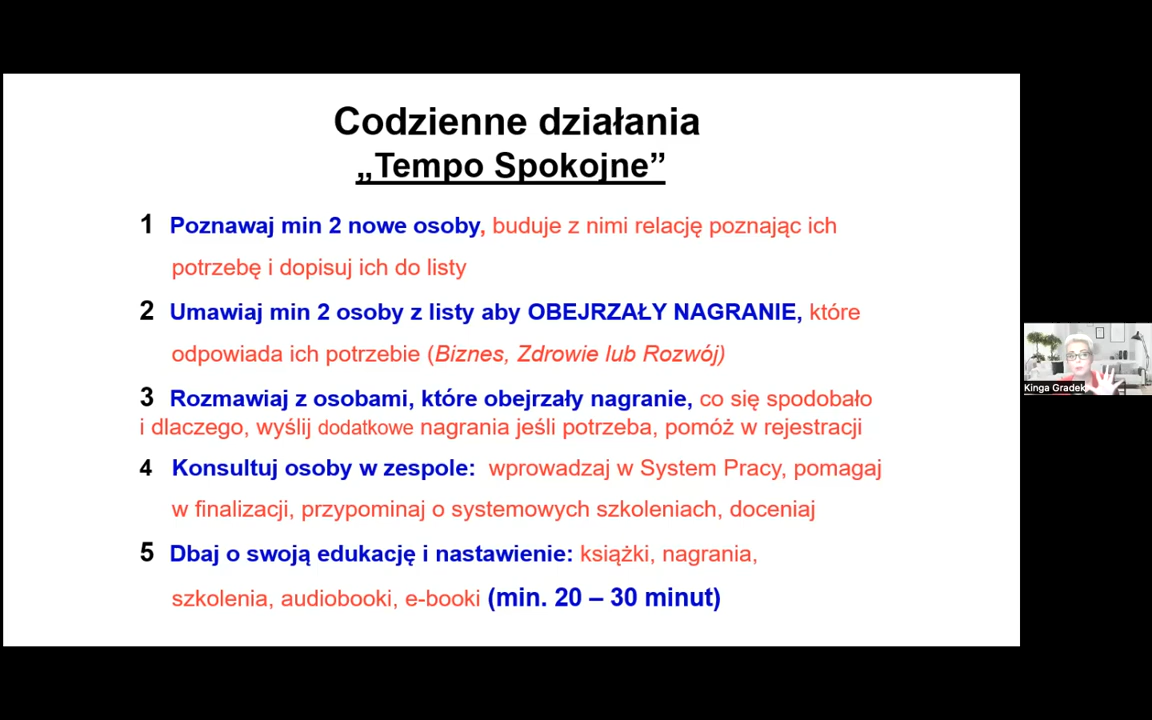 Codzienne działania
„Tempo Spokojne”
1 Poznawaj min 2 nowe osoby, buduje z nimi relację poznając ich
potrzebę i dopisuj ich do listy
2 Umawiaj min 2 osoby z listy aby OBEJRZAŁY NAGRANIE, które
odpowiada ich potrzebie (Biznes, Zdrowie lub Rozwój)
3 Rozmawiaj z osobami, które obejrzały nagranie, co się spodobało
i dlaczego, wyślij dodatkowe nagrania jeśli potrzeba, pomóż w rejestracji
4 Konsultuj osoby w zespole: wprowadzaj w System Pracy, pomagaj
w finalizacji, przypominaj o systemowych szkoleniach, doceniaj
5 Dbaj o swoją edukację i nastawienie: książki, nagrania,
szkolenia, audiobooki, e-booki (min. 20 – 30 minut)
Kinga Gradek